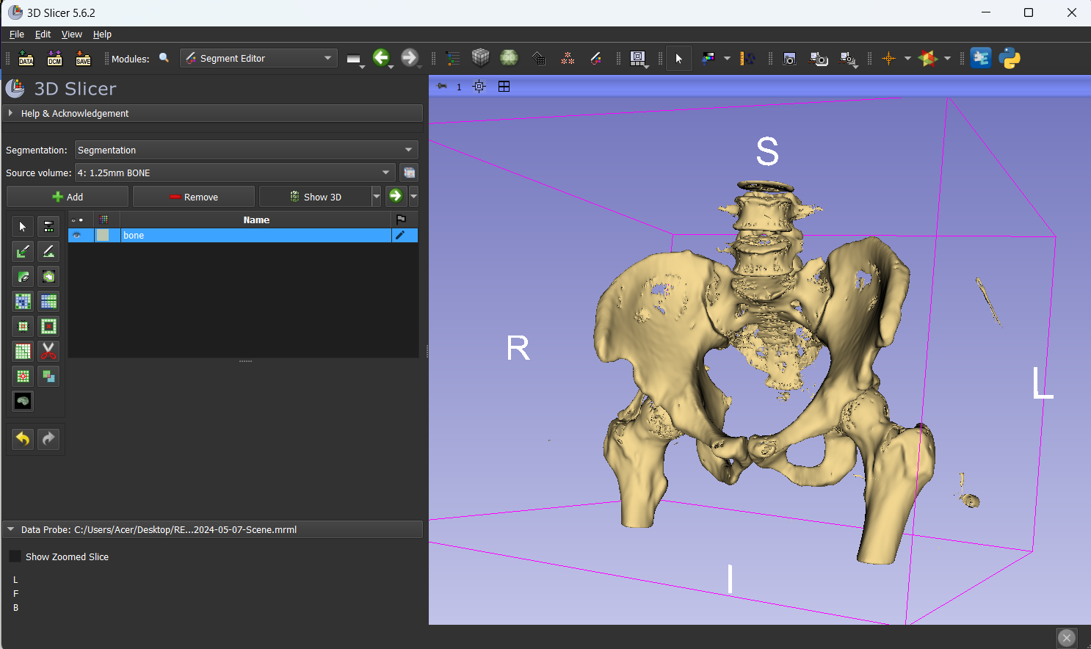 3D Slicer 5.6.2
File Edit View Help
DATA DCM SAVE Modules: Segment Editor
3D Slicer
1
Help & Acknowledgement
Segmentation: Segmentation
Source volume: 4: 1.25mm BONE
Add Remove Show 3D
Name
bone
S
R
L
I
Data Probe: C:/Users/Acer/Desktop/RE...2024-05-07-Scene.mrml
Show Zoomed Slice
L
F
B